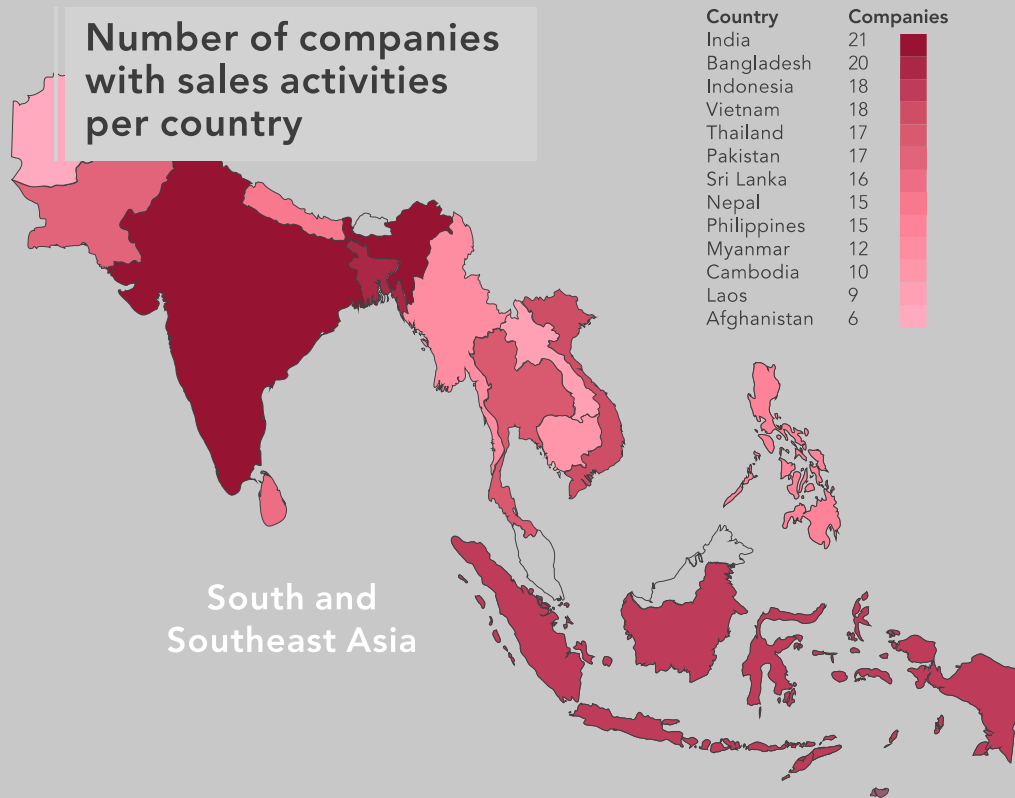 Number of companies
with sales activities
per country
Country Companies
India 21
Bangladesh 20
Indonesia 18
Vietnam 18
Thailand 17
Pakistan 17
Sri Lanka 16
Nepal 15
Philippines 15
Myanmar 12
Cambodia 10
Laos 9
Afghanistan 6
South and
Southeast Asia